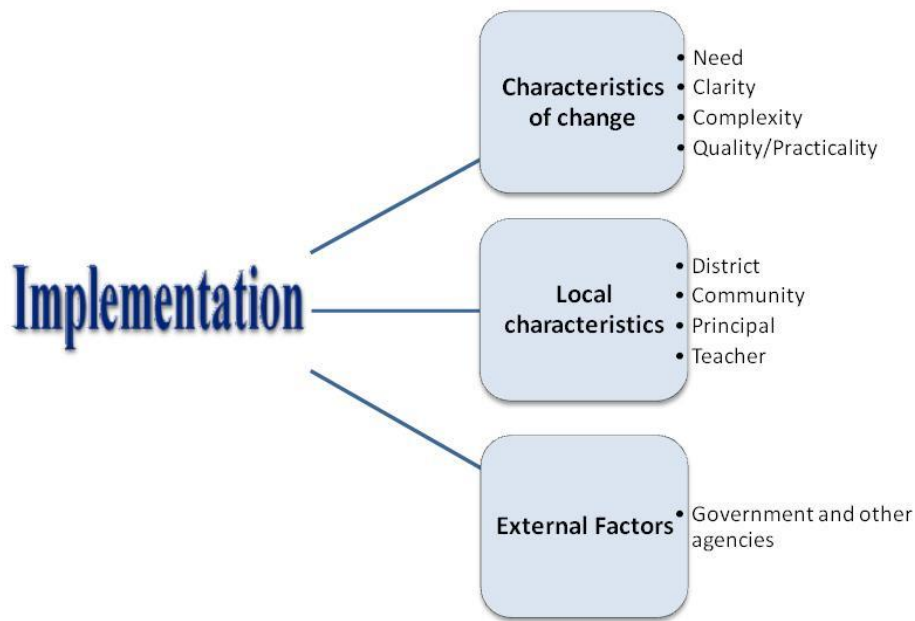 Implementation
Characteristics
of change
• Need
• Clarity
• Complexity
• Quality/Practicality
Local
characteristics
• District
• Community
• Principal
• Teacher
External Factors
• Government and other
agencies